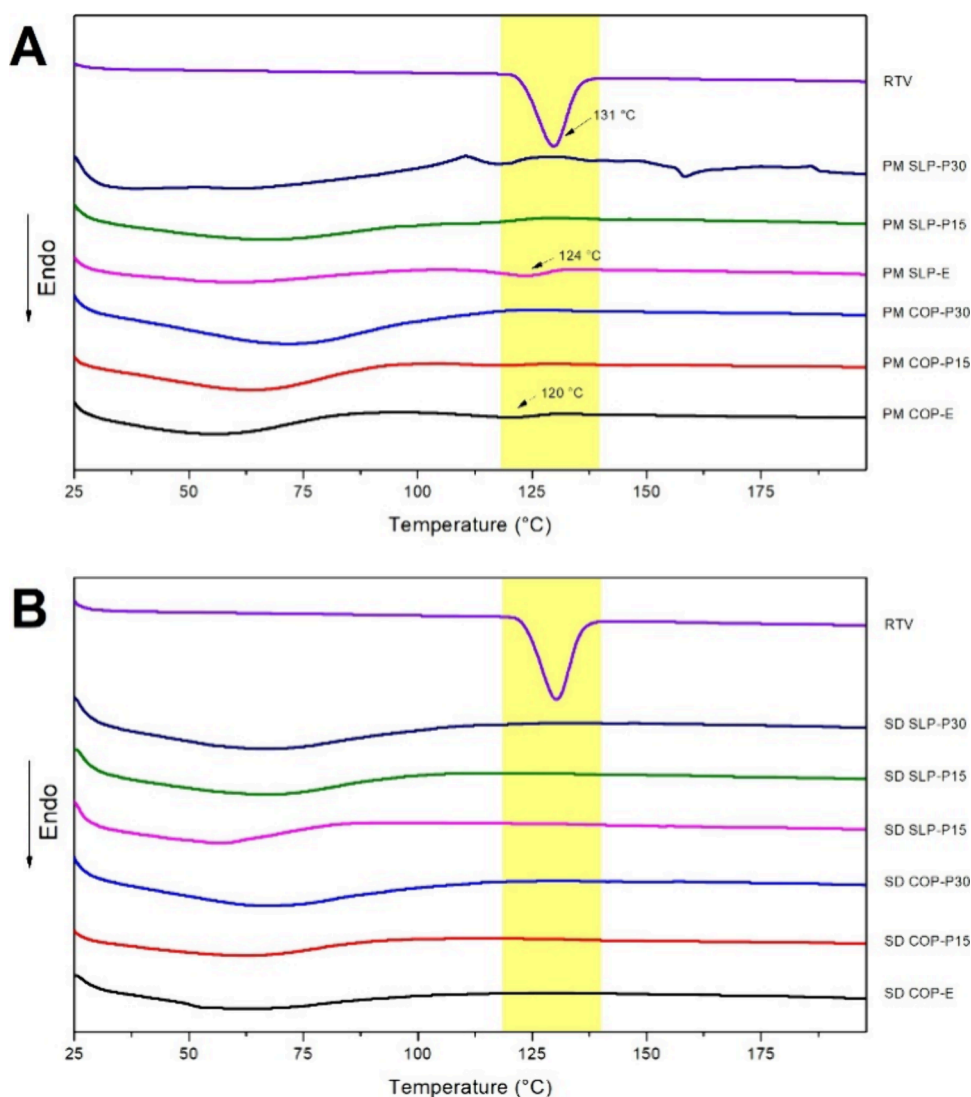 A
131 °C
RTV
PM SLP-P30
PM SLP-P15
124 °C
PM SLP-E
PM COP-P30
PM COP-P15
120 °C
PM COP-E
Endo
25 50 75 100 125 150 175
Temperature (°C)
B
RTV
SD SLP-P30
SD SLP-P15
SD SLP-P15
SD COP-P30
SD COP-P15
SD COP-E
Endo
25 50 75 100 125 150 175
Temperature (°C)